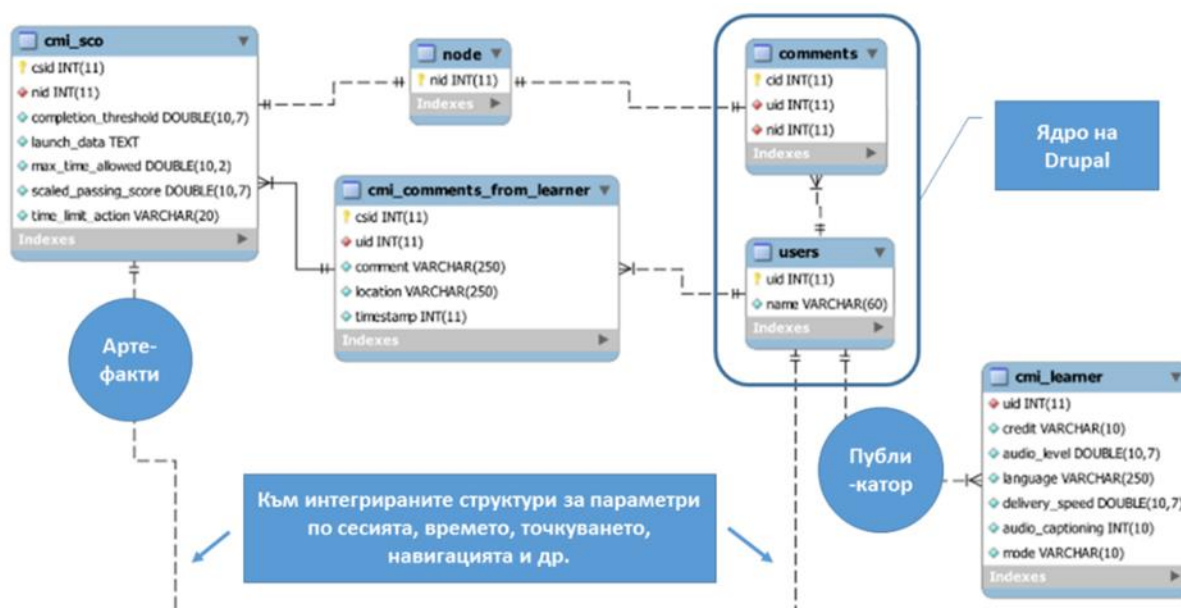 cmi_sco
csid INT(11)
nid INT(11)
completion_threshold DOUBLE(10,7)
launch_data TEXT
max_time_allowed DOUBLE(10,2)
scaled_passing_score DOUBLE(10,7)
time_limit_action VARCHAR(20)
Indexes
node
nid INT(11)
Indexes
comments
cid INT(11)
uid INT(11)
nid INT(11)
Indexes
Ядро на
Drupal
cmi_comments_from_learner
csid INT(11)
uid INT(11)
comment VARCHAR(250)
location VARCHAR(250)
timestamp INT(11)
Indexes
users
uid INT(11)
name VARCHAR(60)
Indexes
Арте-
факти
Публи
-катор
cmi_learner
uid INT(11)
credit VARCHAR(10)
audio_level DOUBLE(10,7)
language VARCHAR(250)
delivery_speed DOUBLE(10,7)
audio_captioning INT(10)
mode VARCHAR(10)
Indexes
Към интегрираните структури за параметри
по сесията, времето, точкуването,
навигацията и др.